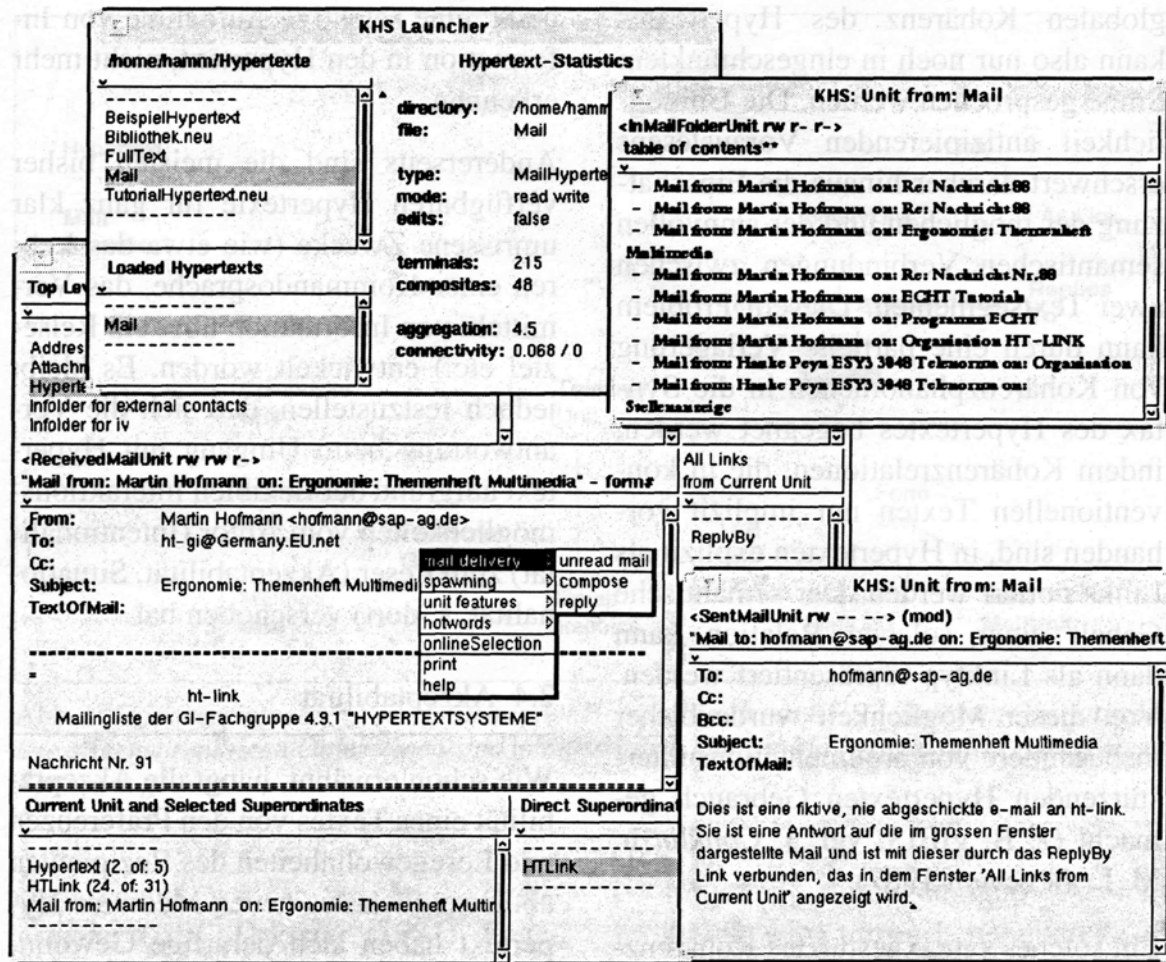 KHS Launcher
/home/hamm/Hypertexte
Hypertext-Statistics
BeispielHypertext
Bibliothek.neu
FullText
Mail
TutorialHypertext.neu
directory: /home/hamm
file: Mail
type: MailHyperte
mode: read write
edits: false
terminals: 215
composites: 48
aggregation: 4.5
connectivity: 0.068 / 0
Loaded Hypertexts
Mail
KHS: Unit from: Mail
<InMailFolderUnit rw r- r-->
table of contents""
- Mail from: Martin Hofmann on: Re: Nachricht 88
- Mail from: Martin Hofmann on: Re: Nachricht 88
- Mail from: Martin Hofmann on: Ergonomie: Themenheft
Multimedia
- Mail from: Martin Hofmann on: Re: Nachricht Nr. 88
- Mail from: Martin Hofmann on: ECHT Tutorials
- Mail from: Martin Hofmann on: Programm ECHT
- Mail from: Martin Hofmann on: Organisation HT-LINK
- Mail from: Hauke Peyn ESY3 3048 Telenorma on: Organisation
- Mail from: Hauke Peyn ESY3 3048 Telenorma on:
Stellenanzeige
Top Lev
Addres
Attachm
Hyperte
Infolder for external contacts
Infolder for iv
<ReceivedMailUnit rw rw r->
"Mail from: Martin Hofmann on: Ergonomie: Themenheft Multimedia" - form#
All Links
from Current Unit
ReplyBy
From: Martin Hofmann <hofmann@sap-ag.de>
To: ht-gi@Germany.EU.net
Cc:
Subject: Ergonomie: Themenheft Multimedi
TextOfMail:
mail delivery
spawning
unit features
hotwords
onlineSelection
print
help
unread mail
compose
reply
ht-link
Mailingliste der GI-Fachgruppe 4.9.1 "HYPERTEXTSYSTEME"
Nachricht Nr. 91
Current Unit and Selected Superordinates
Hypertext (2. of: 5)
HTLink (24. of: 31)
Mail from: Martin Hofmann on: Ergonomie: Themenheft Multim
Direct Superordinat
HTLink
KHS: Unit from: Mail
<SentMailUnit rw -- --> (mod)
"Mail to: hofmann@sap-ag.de on: Ergonomie: Themenheft
To: hofmann@sap-ag.de
Cc:
Bcc:
Subject: Ergonomie: Themenheft Multimedia
TextOfMail:
Dies ist eine fiktive, nie abgeschickte e-mail an ht-link.
Sie ist eine Antwort auf die im grossen Fenster
dargestellte Mail und ist mit dieser durch das ReplyBy
Link verbunden, das in dem Fenster 'All Links from
Current Unit' angezeigt wird.